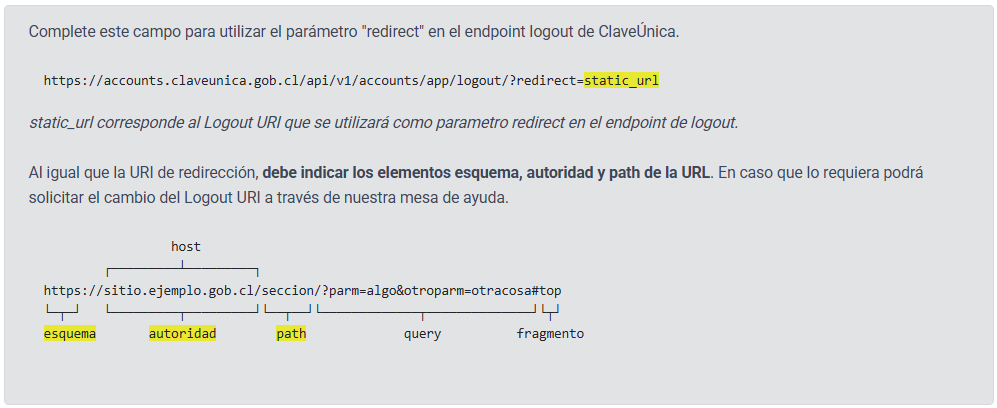 Complete este campo para utilizar el parámetro "redirect" en el endpoint logout de ClaveÚnica.
https://accounts.claveunica.gob.cl/api/v1/accounts/app/logout/?redirect=static_url
static_url corresponde al Logout URI que se utilizará como parametro redirect en el endpoint de logout.
Al igual que la URI de redirección, debe indicar los elementos esquema, autoridad y path de la URL. En caso que lo requiera podrá
solicitar el cambio del Logout URI a través de nuestra mesa de ayuda.
host
https://sitio.ejemplo.gob.cl/seccion/?parm=algo&otroparm=otracosa#top
esquema autoridad path query fragmento